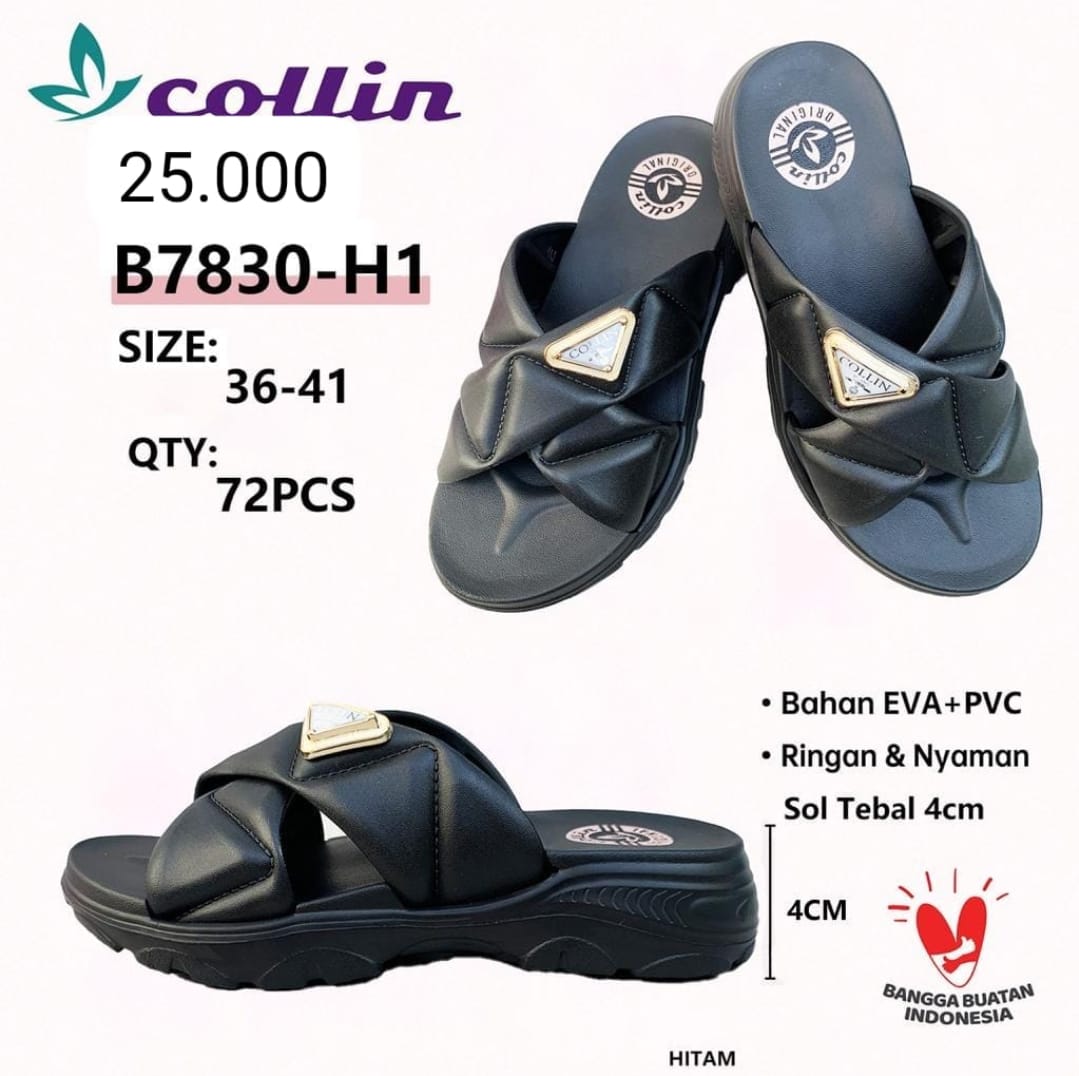 collin
25.000
B7830-H1
SIZE:
36-41
QTY:
72PCS
collin
ORIGINAL
collin
ORIGINAL
COLLIN
COLLIN
• Bahan EVA+PVC
• Ringan & Nyaman
Sol Tebal 4cm
4CM
BANGGA BUATAN
INDONESIA
HITAM